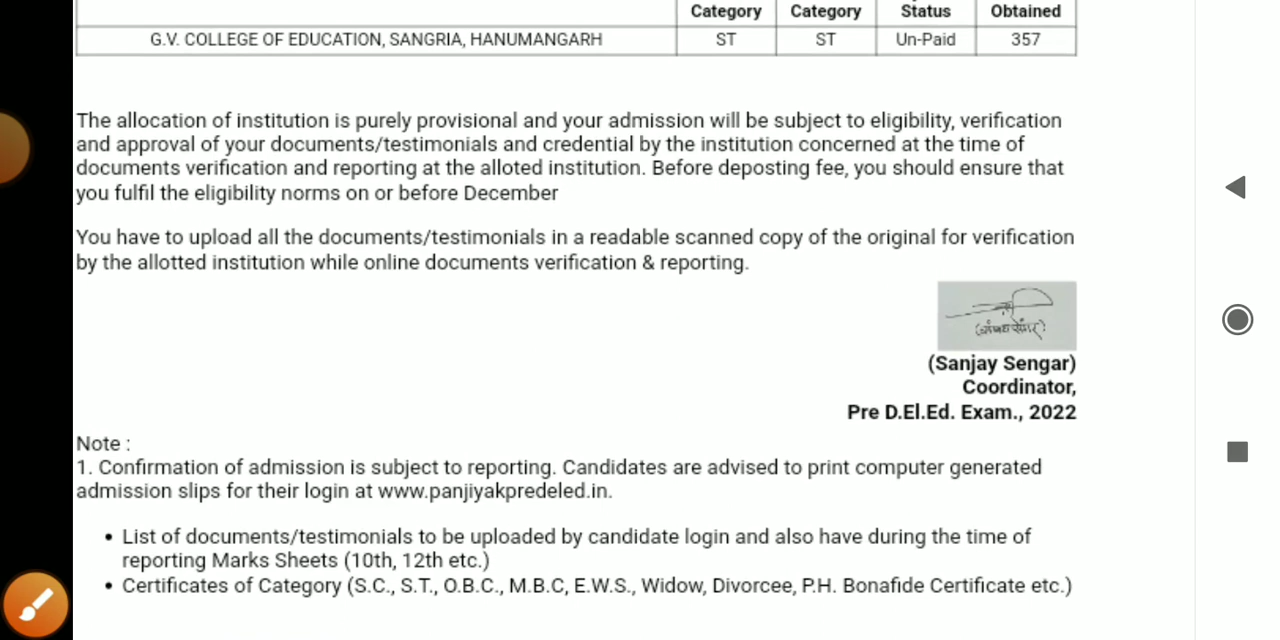 Category Category Status Obtained
G.V. COLLEGE OF EDUCATION, SANGRIA, HANUMANGARH ST ST Un-Paid 357
The allocation of institution is purely provisional and your admission will be subject to eligibility, verification
and approval of your documents/testimonials and credential by the institution concerned at the time of
documents verification and reporting at the alloted institution. Before deposting fee, you should ensure that
you fulfil the eligibility norms on or before December
You have to upload all the documents/testimonials in a readable scanned copy of the original for verification
by the allotted institution while online documents verification & reporting.
(Sanjay Sengar)
Coordinator,
Pre D.El.Ed. Exam., 2022
Note :
1. Confirmation of admission is subject to reporting. Candidates are advised to print computer generated
admission slips for their login at www.panjiyakpredeled.in.
• List of documents/testimonials to be uploaded by candidate login and also have during the time of
reporting Marks Sheets (10th, 12th etc.)
• Certificates of Category (S.C., S.T., O.B.C., M.B.C, E.W.S., Widow, Divorcee, P.H. Bonafide Certificate etc.)